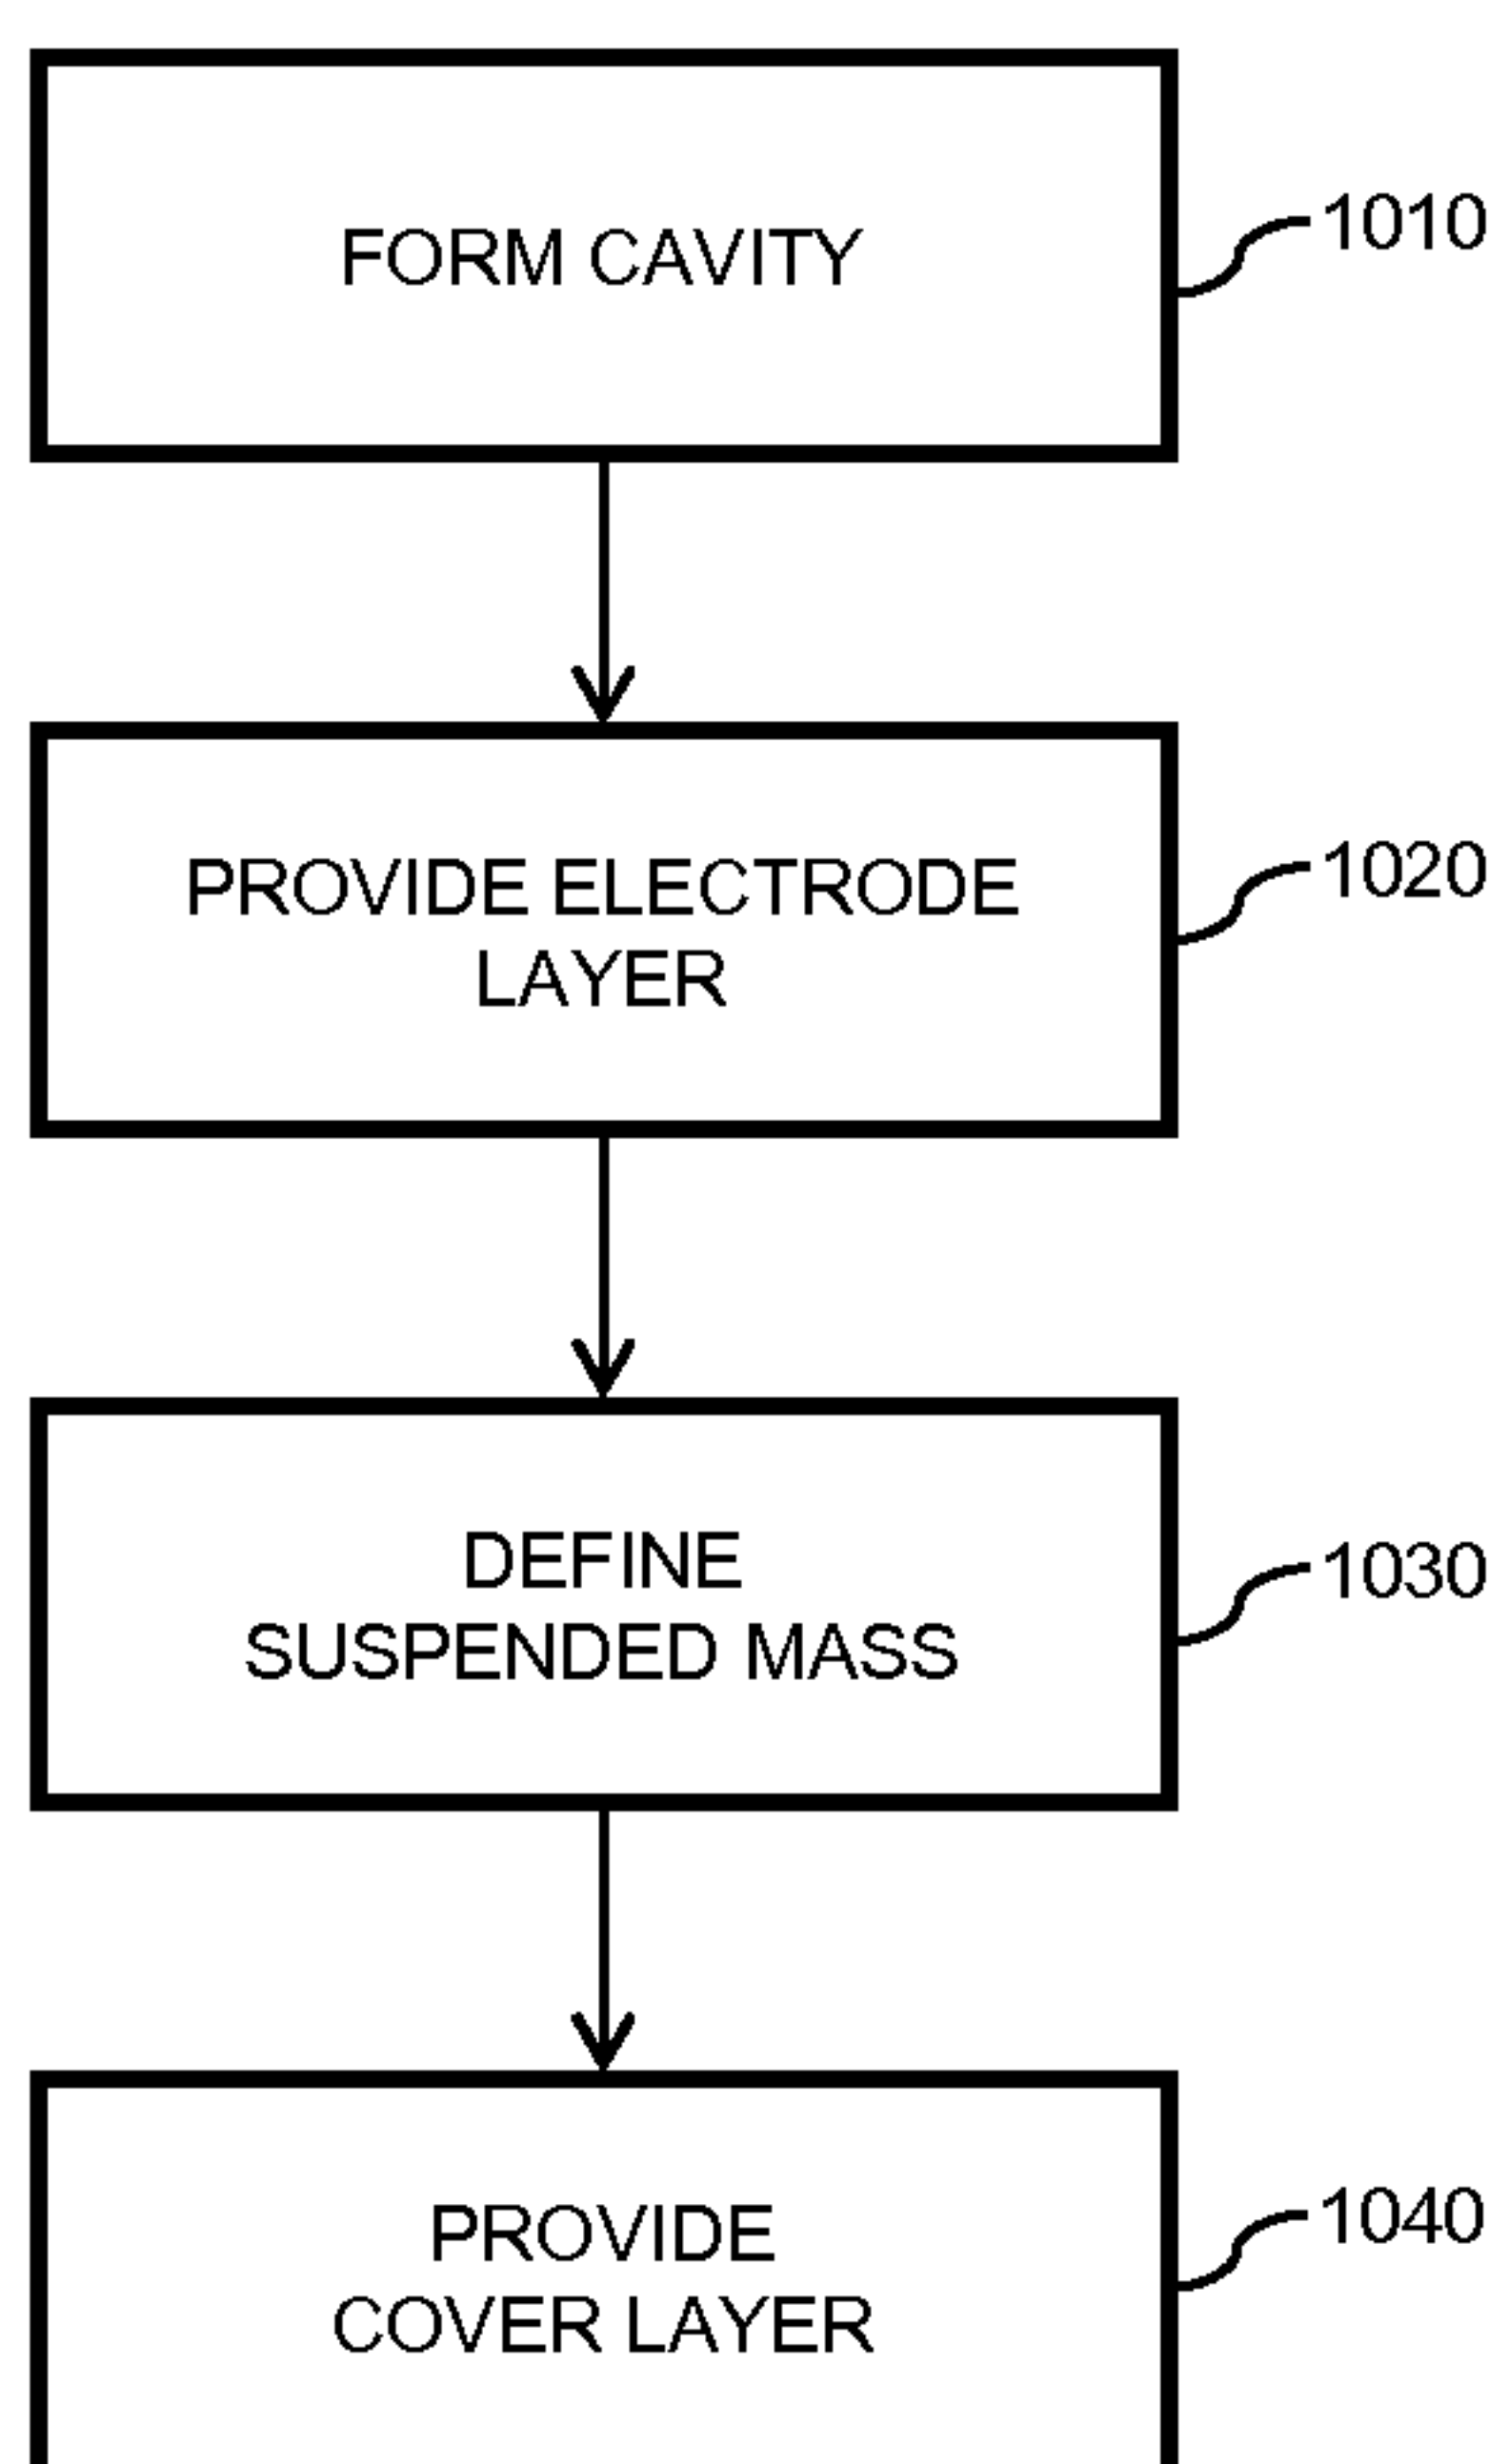 FORM CAVITY
1010
PROVIDE ELECTRODE
LAYER
1020
DEFINE
SUSPENDED MASS
1030
PROVIDE
COVER LAYER
1040